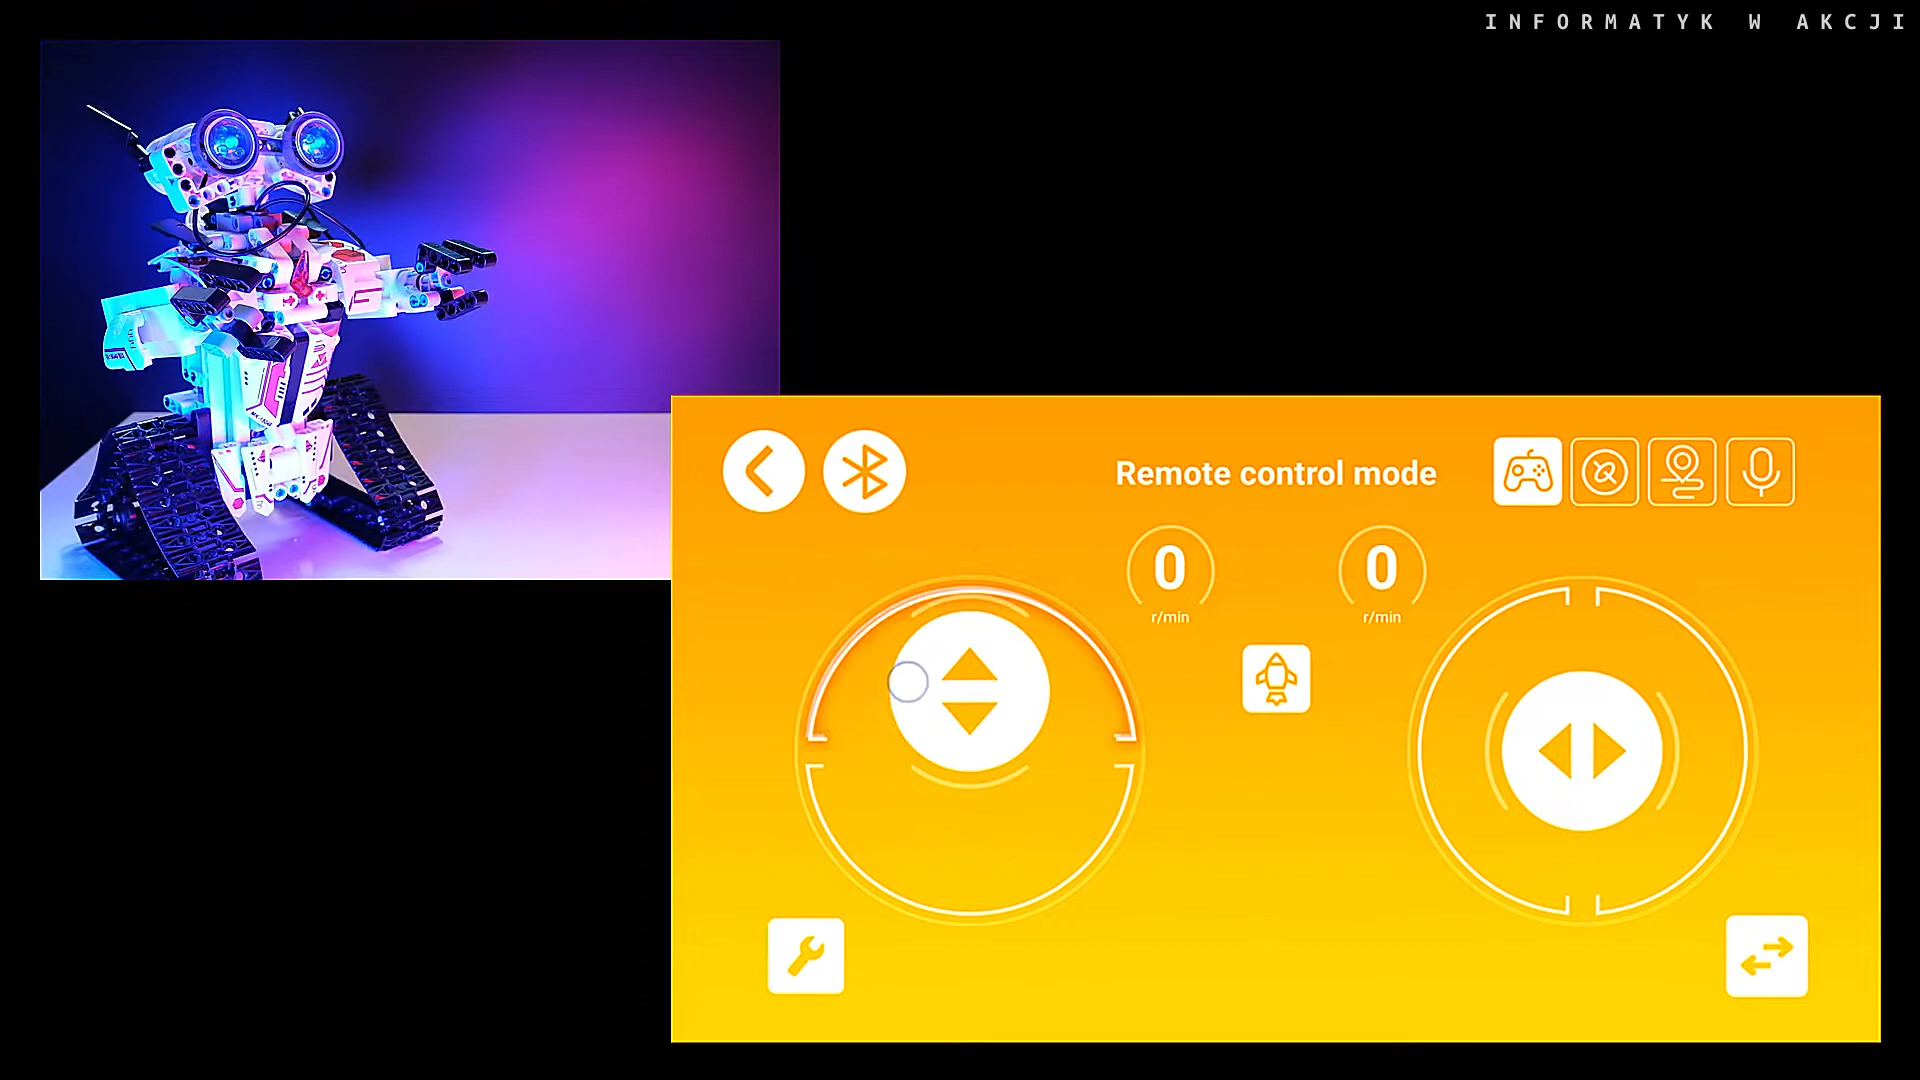 INFORMATYK W AKCJI
Remote control mode
0 0
r/min r/min